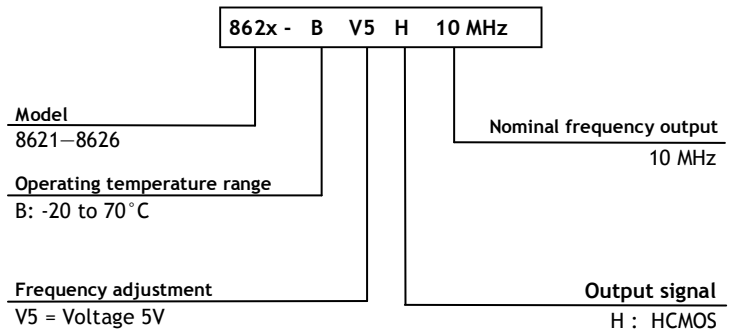 862x - B V5 H 10 MHz
Model
8621—8626
Nominal frequency output
10 MHz
Operating temperature range
B: -20 to 70°C
Frequency adjustment
V5 = Voltage 5V
Output signal
H : HCMOS